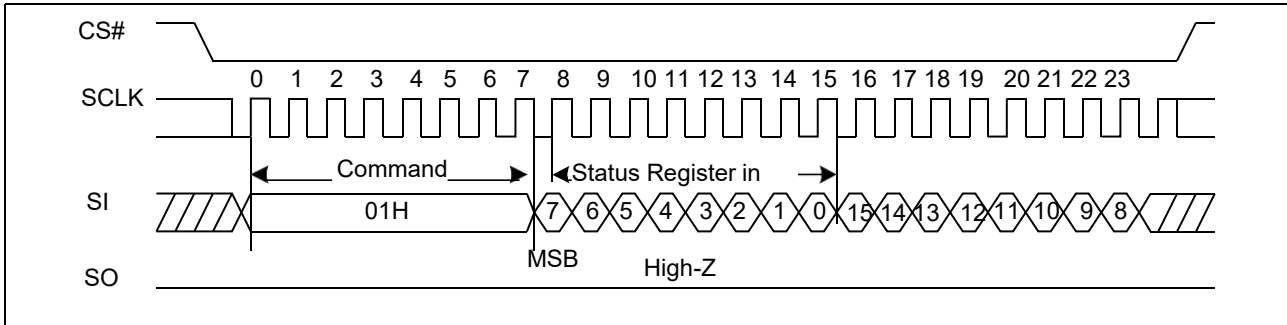 CS#
0 1 2 3 4 5 6 7 8 9 10 11 12 13 14 15 16 17 18 19 20 21 22 23
SCLK
Command Status Register in
SI 01H 7 6 5 4 3 2 1 0 15 14 13 12 11 10 9 8
MSB High-Z
SO